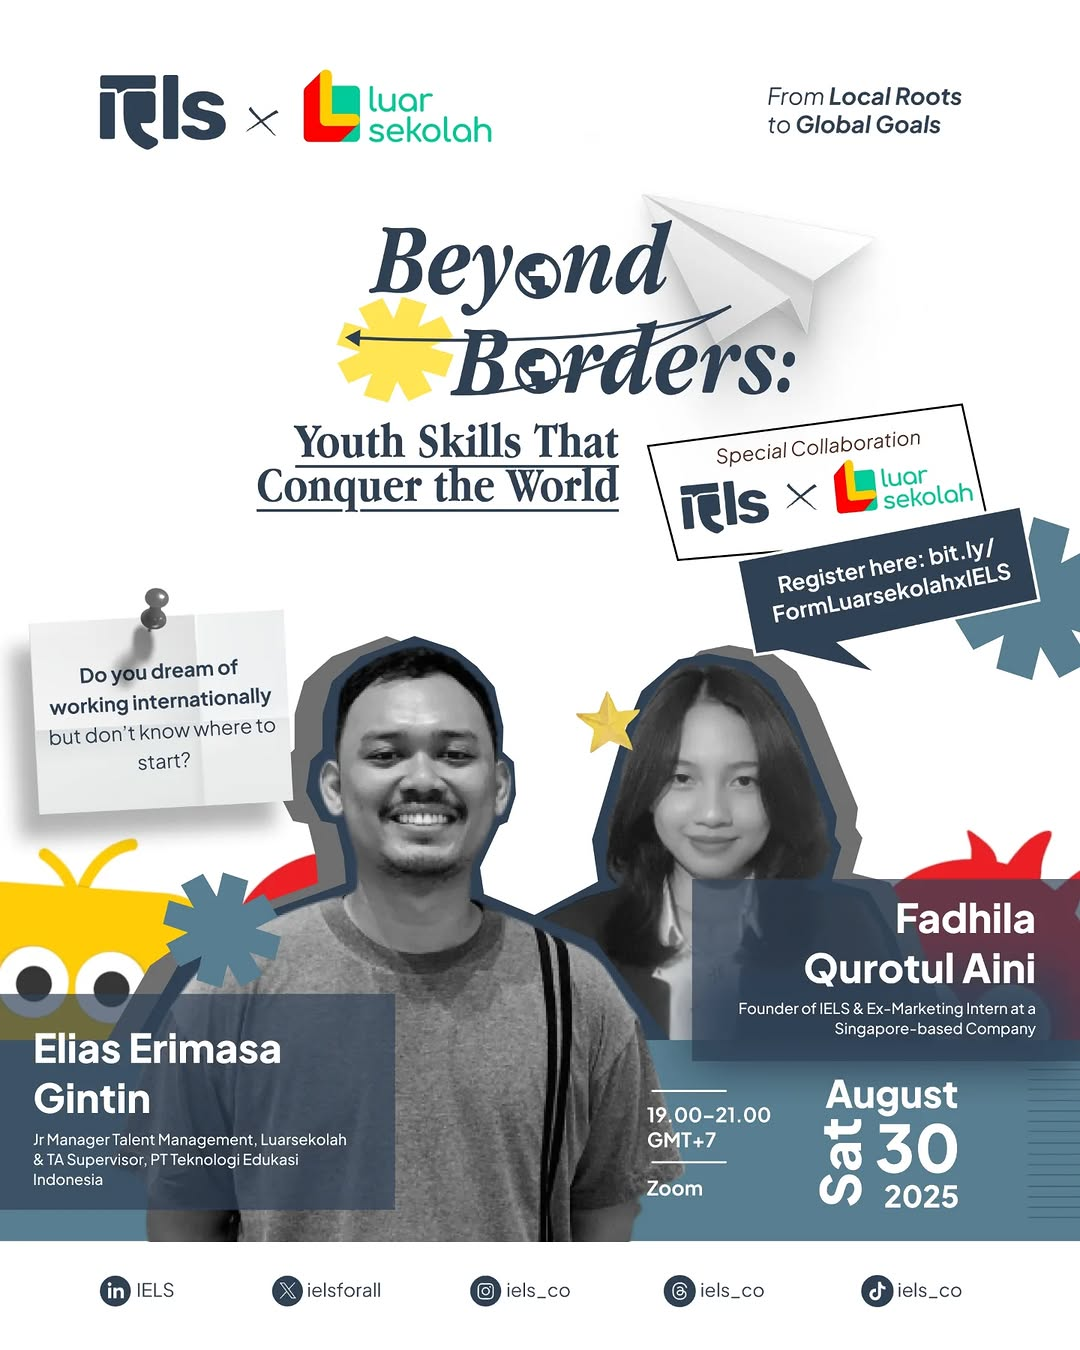 iels × luar sekolah
From Local Roots
to Global Goals
Beyond
Borders:
Youth Skills That
Conquer the World
Special Collaboration
iels × luar sekolah
Register here: bit.ly/
FormLuarsekolahxIELS
Do you dream of
working internationally
but don't know where to
start?
Fadhila
Qurotul Aini
Founder of IELS & Ex-Marketing Intern at a
Singapore-based Company
Elias Erimasa
Gintin
Jr Manager Talent Management, Luarsekolah
& TA Supervisor, PT Teknologi Edukasi
Indonesia
19.00-21.00
GMT+7
Zoom
August
Sat 30
2025
in IELS
ielsforall
iels_co
iels_co
iels_co